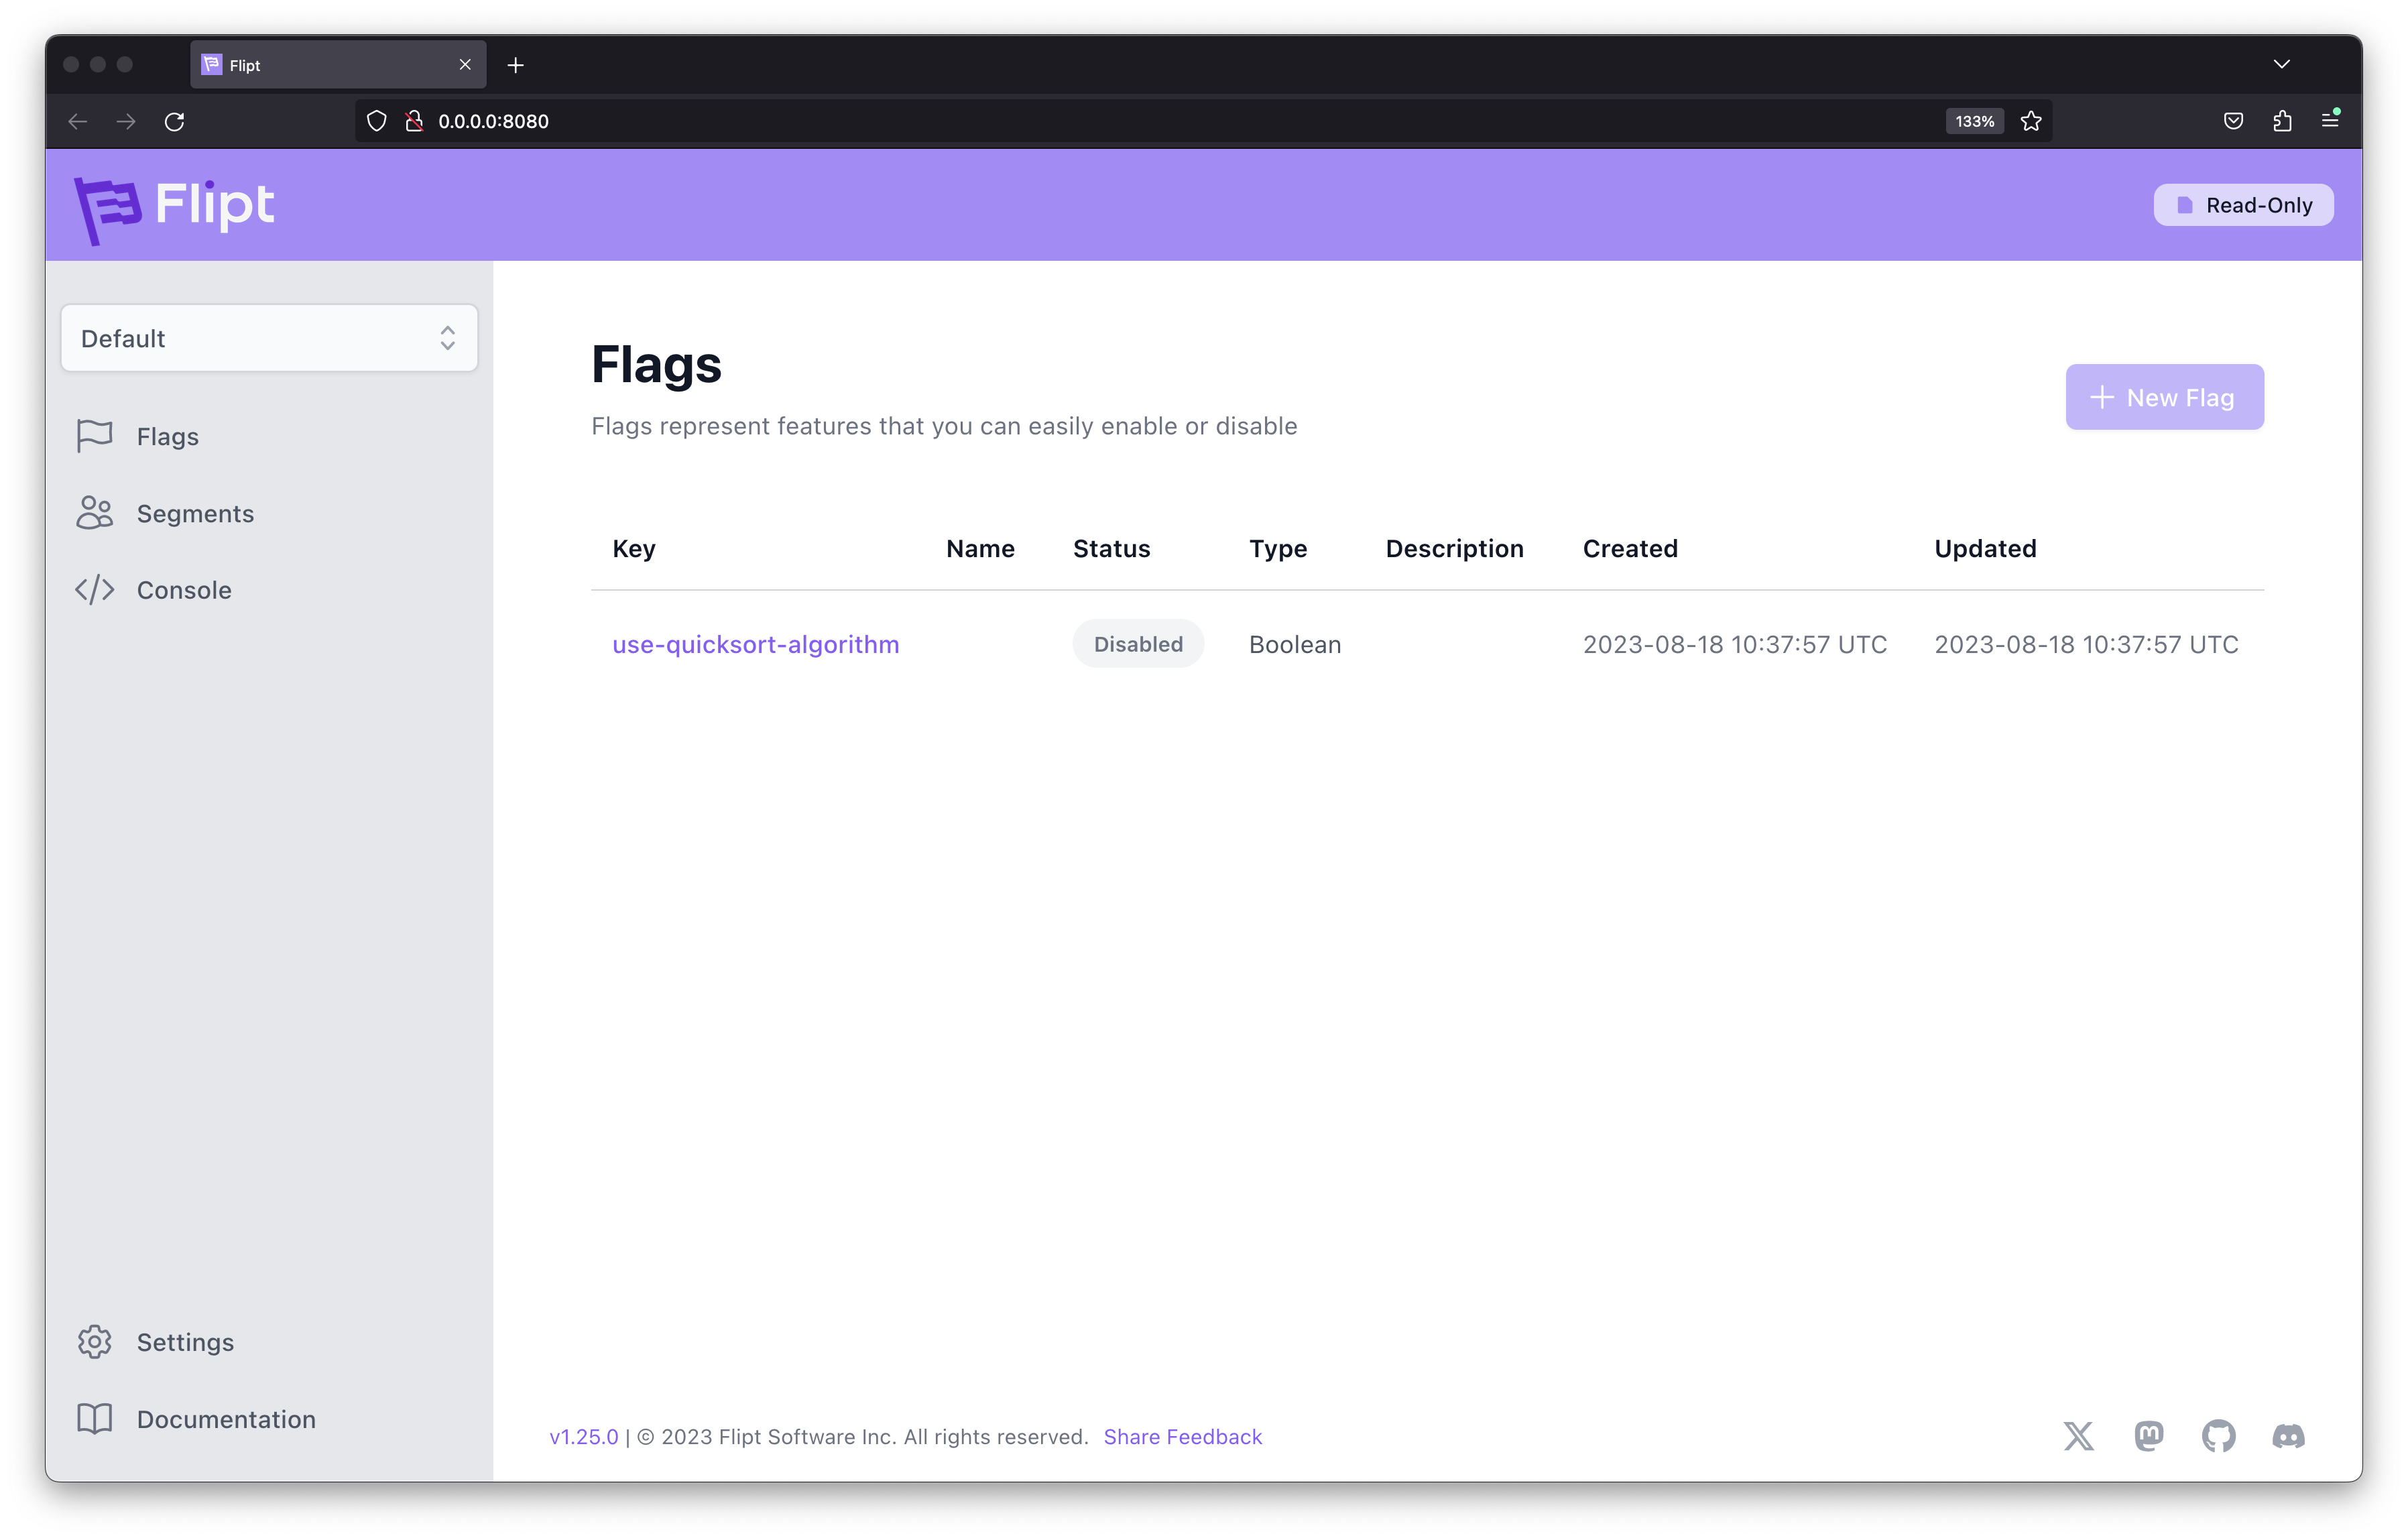 Flipt
0.0.0.0:8080
133%
Flipt
Read-Only
Default
Flags
Segments
Console
Settings
Documentation
Flags
Flags represent features that you can easily enable or disable
New Flag
Key Name Status Type Description Created Updated
use-quicksort-algorithm Disabled Boolean 2023-08-18 10:37:57 UTC 2023-08-18 10:37:57 UTC
v1.25.0 | © 2023 Flipt Software Inc. All rights reserved. Share Feedback